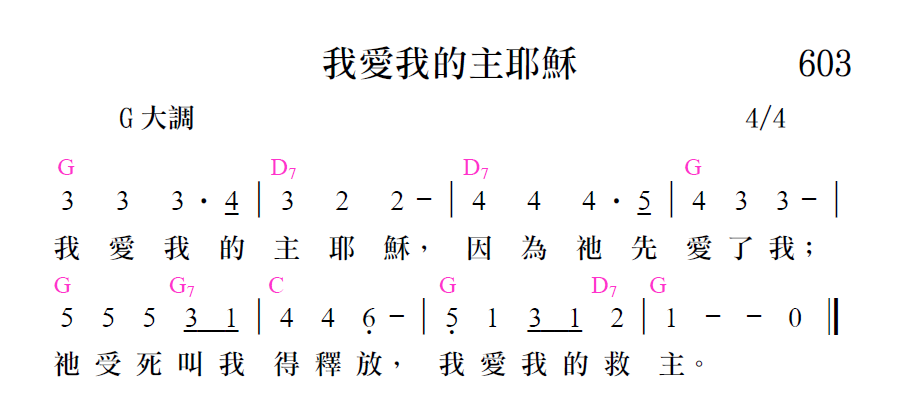 我愛我的主耶穌 603
G 大調 4/4
G D7 D7 G
3 3 3 · 4 | 3 2 2 – | 4 4 4 · 5 | 4 3 3 – |
我 愛 我 的 主 耶 穌， 因 為 祂 先 愛 了 我；
G G7 C G D7 G
5 5 5 3 1 | 4 4 6̣ – | 5̣ 1 3 1 2 | 1 – – 0 ‖
祂 受 死 叫 我 得 釋 放， 我 愛 我 的 救 主。